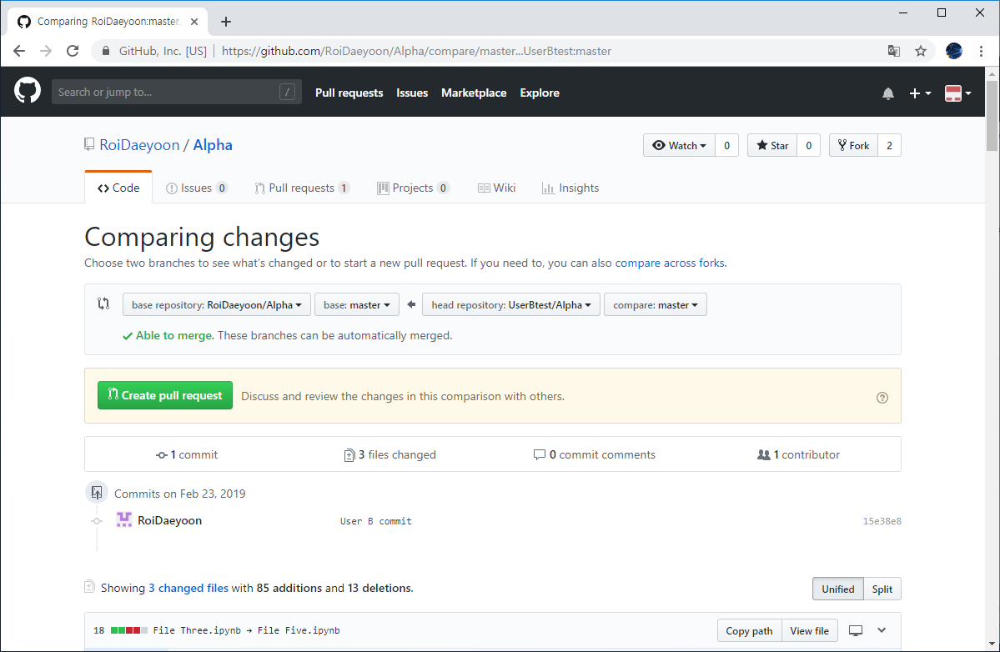 Comparing RoiDaeyoon:master
GitHub, Inc. [US] https://github.com/RoiDaeyoon/Alpha/compare/master...UserBtest:master
Search or jump to... / Pull requests Issues Marketplace Explore
RoiDaeyoon / Alpha Watch 0 Star 0 Fork 2
Code Issues 0 Pull requests 1 Projects 0 Wiki Insights
Comparing changes
Choose two branches to see what's changed or to start a new pull request. If you need to, you can also compare across forks.
base repository: RoiDaeyoon/Alpha base: master head repository: UserBtest/Alpha compare: master
Able to merge. These branches can be automatically merged.
Create pull request Discuss and review the changes in this comparison with others.
1 commit 3 files changed 0 commit comments 1 contributor
Commits on Feb 23, 2019
RoiDaeyoon User B commit 15e38e8
Showing 3 changed files with 85 additions and 13 deletions. Unified Split
18 File Three.ipynb → File Five.ipynb Copy path View file